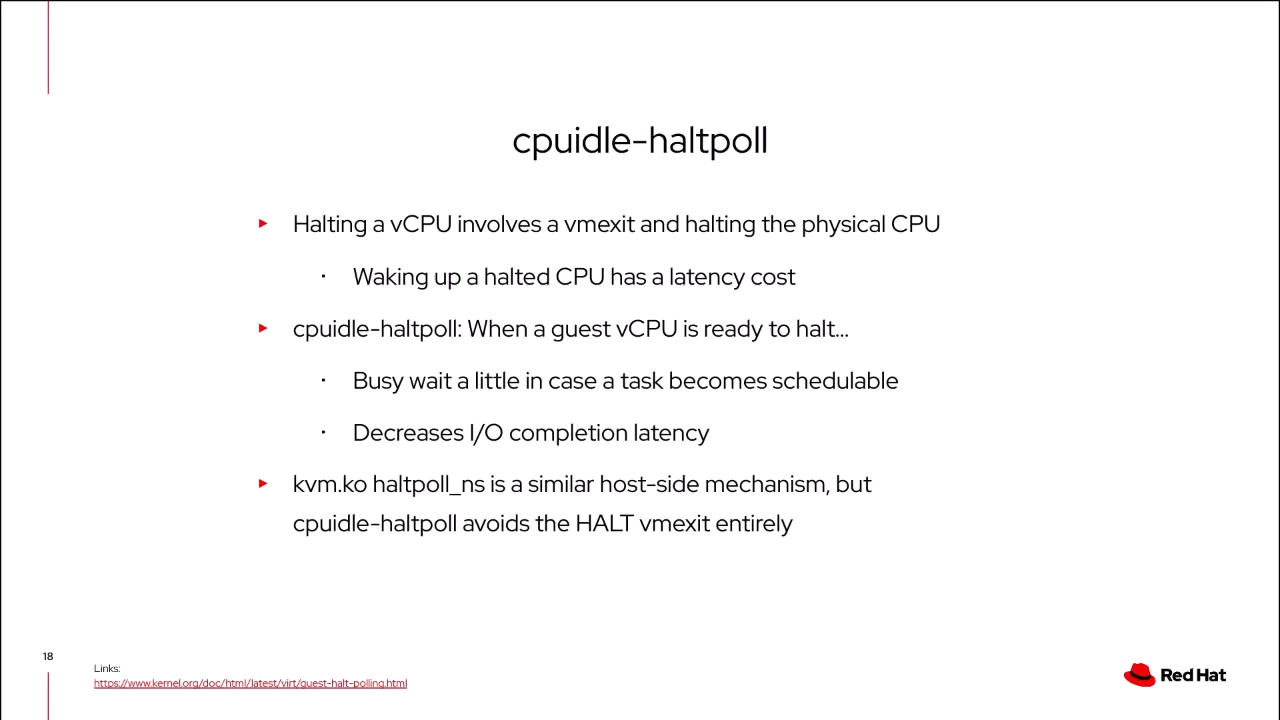 cpuidle-haltpoll
▸ Halting a vCPU involves a vmexit and halting the physical CPU
· Waking up a halted CPU has a latency cost
▸ cpuidle-haltpoll: When a guest vCPU is ready to halt...
· Busy wait a little in case a task becomes schedulable
· Decreases I/O completion latency
▸ kvm.ko haltpoll_ns is a similar host-side mechanism, but
cpuidle-haltpoll avoids the HALT vmexit entirely
18
Links:
https://www.kernel.org/doc/html/latest/virt/guest-halt-polling.html
Red Hat